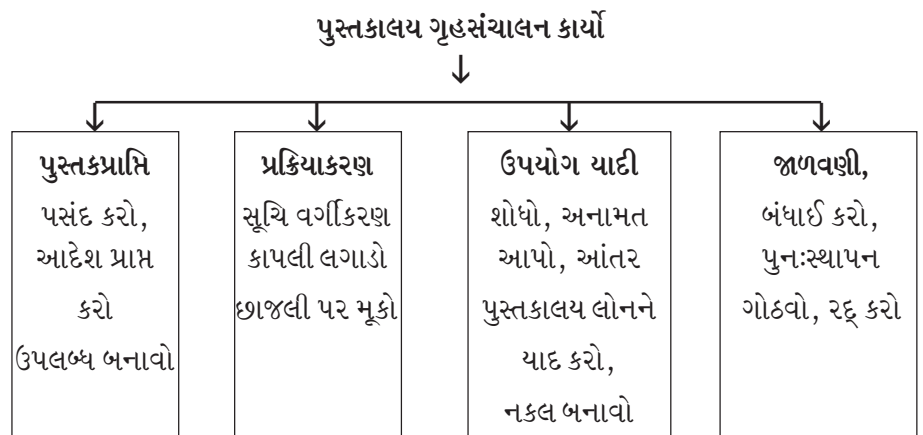 પુસ્તકાલય ગૃહસંચાલન કાર્યો
પુસ્તકપ્રાપ્તિ
પસંદ કરો,
આદેશ પ્રાપ્ત
કરો
ઉપલબ્ધ બનાવો
પ્રક્રિયાકરણ
સૂચિ વર્ગીકરણ
કાપલી લગાડો
છાજલી પર મૂકો
ઉપયોગ યાદી
શોધો, અનામત
આપો, આંતર
પુસ્તકાલય લોનને
યાદ કરો,
નકલ બનાવો
જાળવણી,
બંધાઈ કરો,
પુનઃસ્થાપન
ગોઠવો, રદ્ કરો